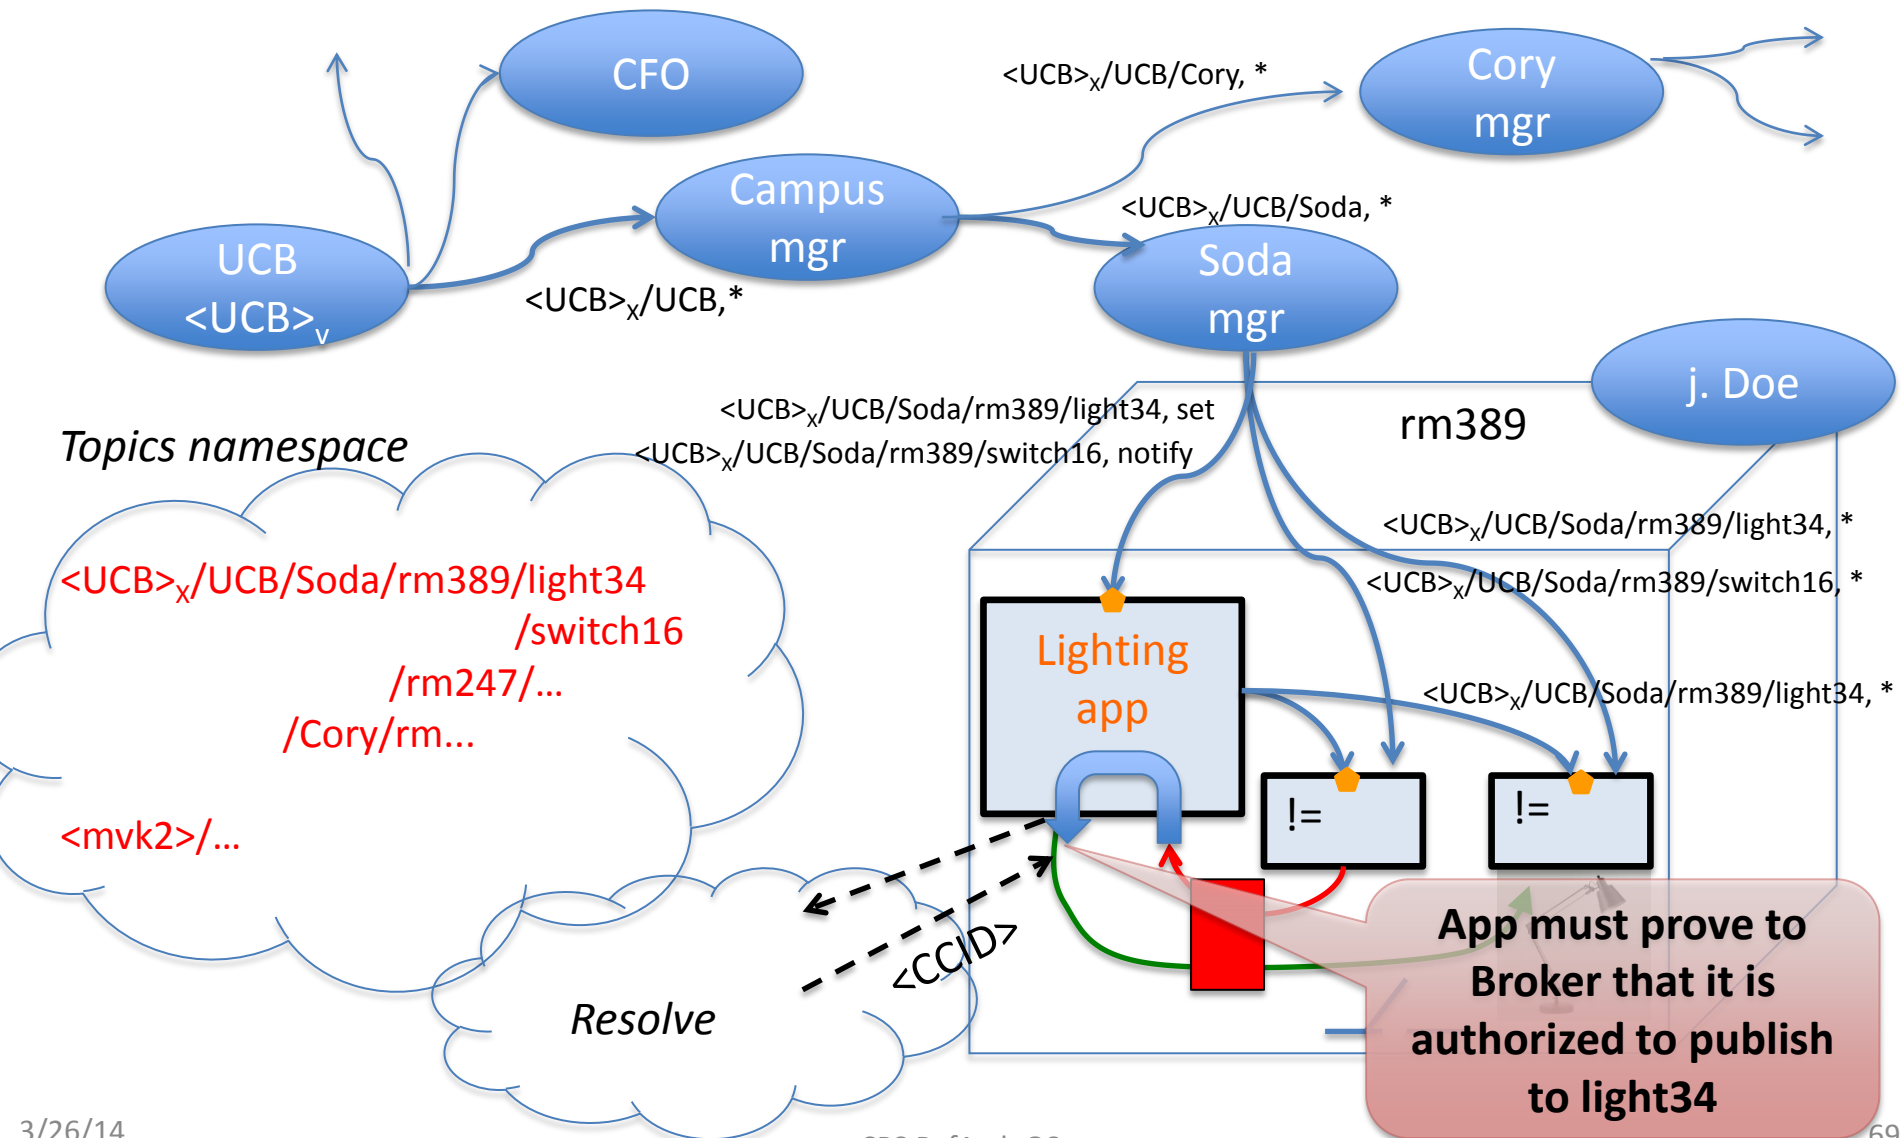 CFO
<UCB>x/UCB/Cory, *
Cory
mgr
Campus
mgr
<UCB>x/UCB/Soda, *
UCB
<UCB>v
<UCB>x/UCB,*
Soda
mgr
j. Doe
<UCB>x/UCB/Soda/rm389/light34, set
<UCB>x/UCB/Soda/rm389/switch16, notify
rm389
Topics namespace
<UCB>x/UCB/Soda/rm389/light34, *
<UCB>x/UCB/Soda/rm389/switch16, *
<UCB>x/UCB/Soda/rm389/light34
/switch16
/rm247/...
/Cory/rm...
<mvk2>/...
Lighting
app
<UCB>x/UCB/Soda/rm389/light34, *
!=
!=
<CCID>
Resolve
App must prove to
Broker that it is
authorized to publish
to light34
3/26/14
69